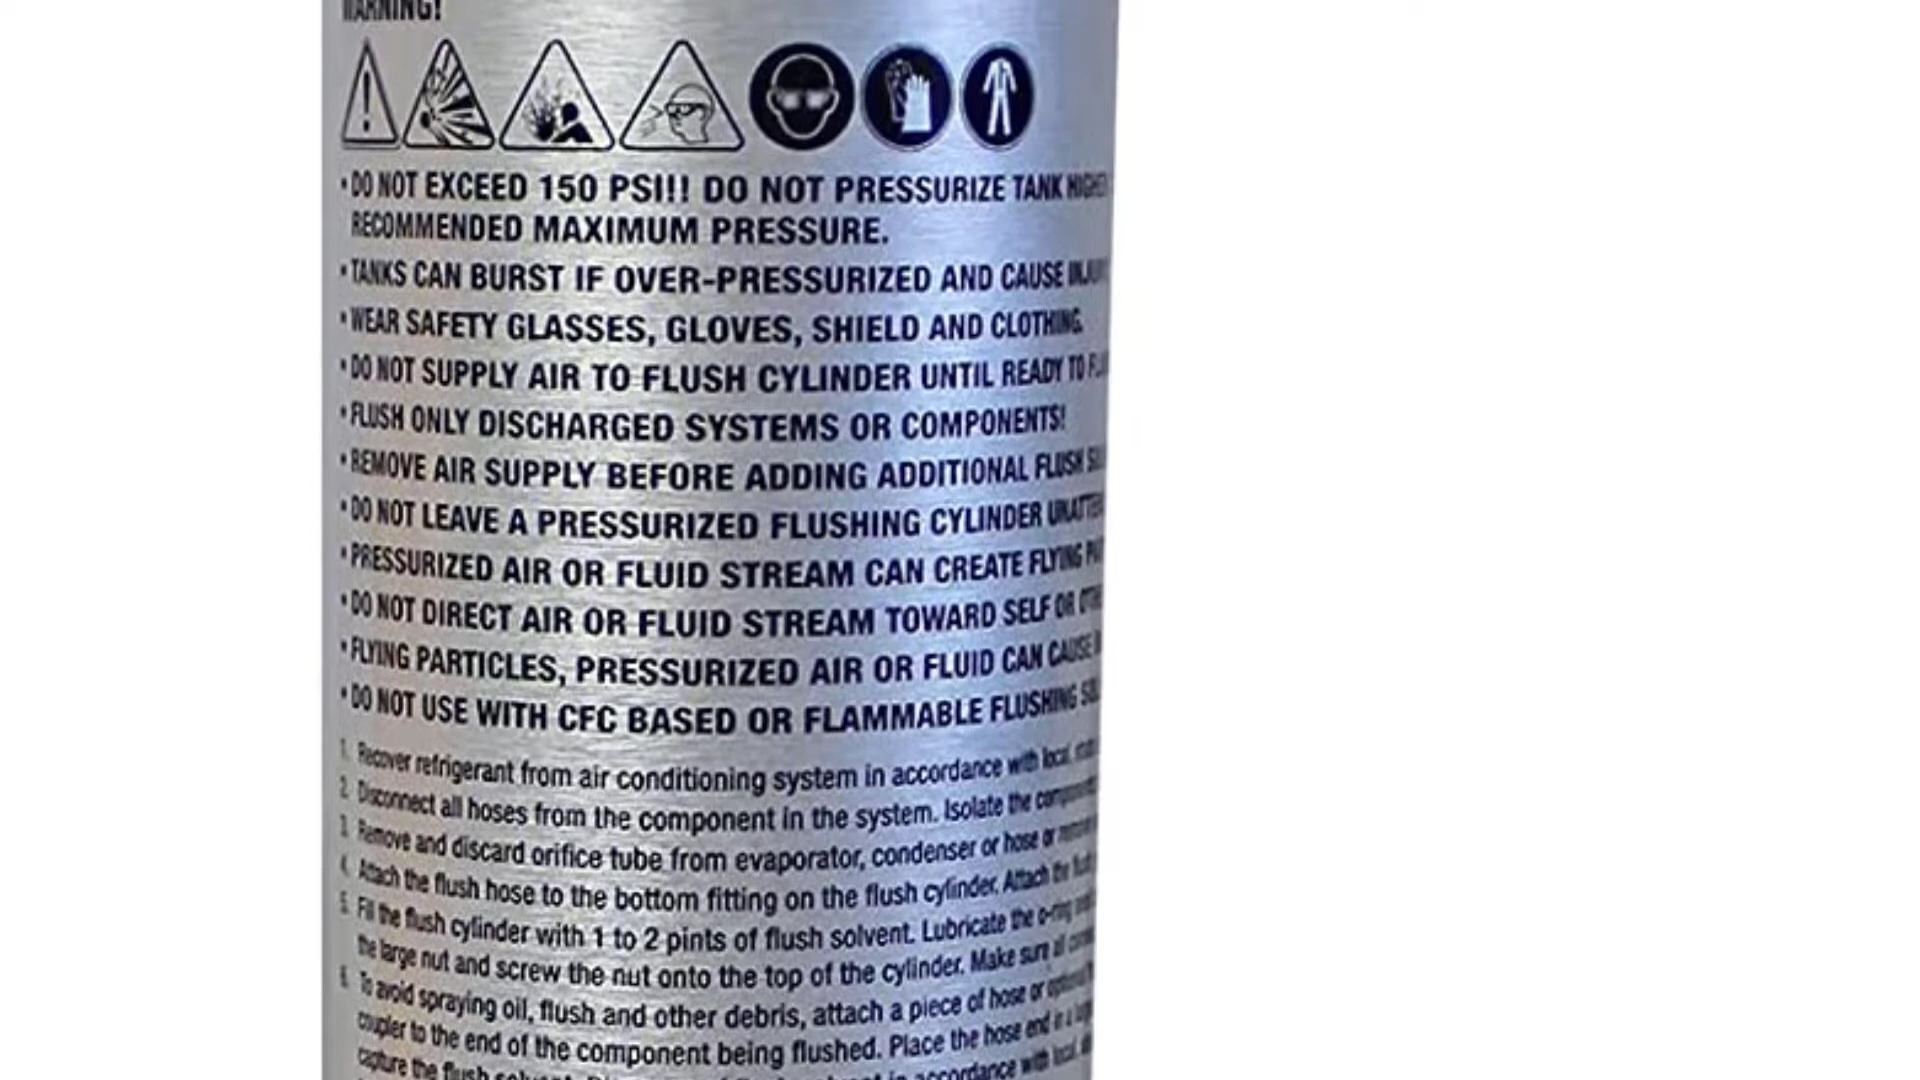 WARNING!
• DO NOT EXCEED 150 PSI!! DO NOT PRESSURIZE TANK
RECOMMENDED MAXIMUM PRESSURE.
• TANKS CAN BURST IF OVER-PRESSURIZED AND CAUSE
• WEAR SAFETY GLASSES, GLOVES, SHIELD AND CLOTHING.
• DO NOT SUPPLY AIR TO FLUSH CYLINDER UNTIL READY TO
• FLUSH ONLY DISCHARGED SYSTEMS OR COMPONENTS!
• REMOVE AIR SUPPLY BEFORE ADDING ADDITIONAL FLUSH
• DO NOT LEAVE A PRESSURIZED FLUSHING CYLINDER
• PRESSURIZED AIR OR FLUID STREAM CAN CREATE FLYING
• DO NOT DIRECT AIR OR FLUID STREAM TOWARD SELF OR
• FLYING PARTICLES, PRESSURIZED AIR OR FLUID CAN CAUSE
• DO NOT USE WITH CFC BASED OR FLAMMABLE FLUSHING
1. Recover refrigerant from air conditioning system in accordance with local,
2. Disconnect all hoses from the component in the system. Isolate the
3. Remove and discard orifice tube from evaporator, condenser or hose or
4. Attach the flush hose to the bottom fitting on the flush cylinder. Attach the
5. Fill the flush cylinder with 1 to 2 pints of flush solvent. Lubricate the o-ring
the large nut and screw the nut onto the top of the cylinder. Make sure all
6. To avoid spraying oil, flush and other debris, attach a piece of hose or
coupler to the end of the component being flushed. Place the hose end in a
capture the flush in accordance with local,